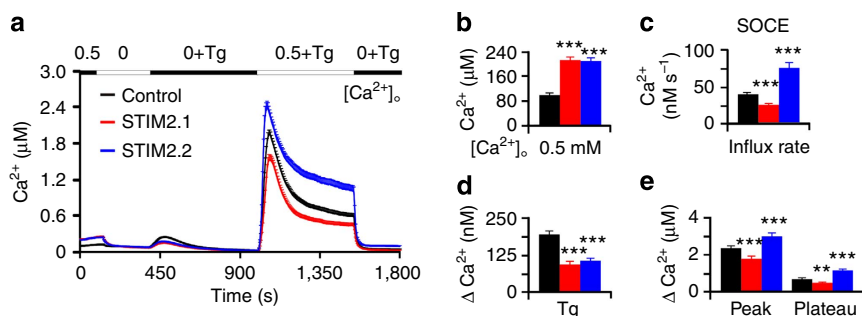 a
0.5 0 0+Tg 0.5+Tg 0+Tg
[Ca²⁺]ₒ
3.0
2.4
1.8
1.2
0.6
0
Ca²⁺ (μM)
Control
STIM2.1
STIM2.2
0 450 900 1,350 1,800
Time (s)
b
240
160
80
0
Ca²⁺ (μM)
*** ***
[Ca²⁺]ₒ 0.5 mM
c
SOCE
100
50
0
Ca²⁺
(nM s⁻¹)
***
***
Influx rate
d
250
125
0
Δ Ca²⁺ (nM)
***
***
Tg
e
4
2
0
Δ Ca²⁺ (μM)
***
***
**
***
Peak Plateau